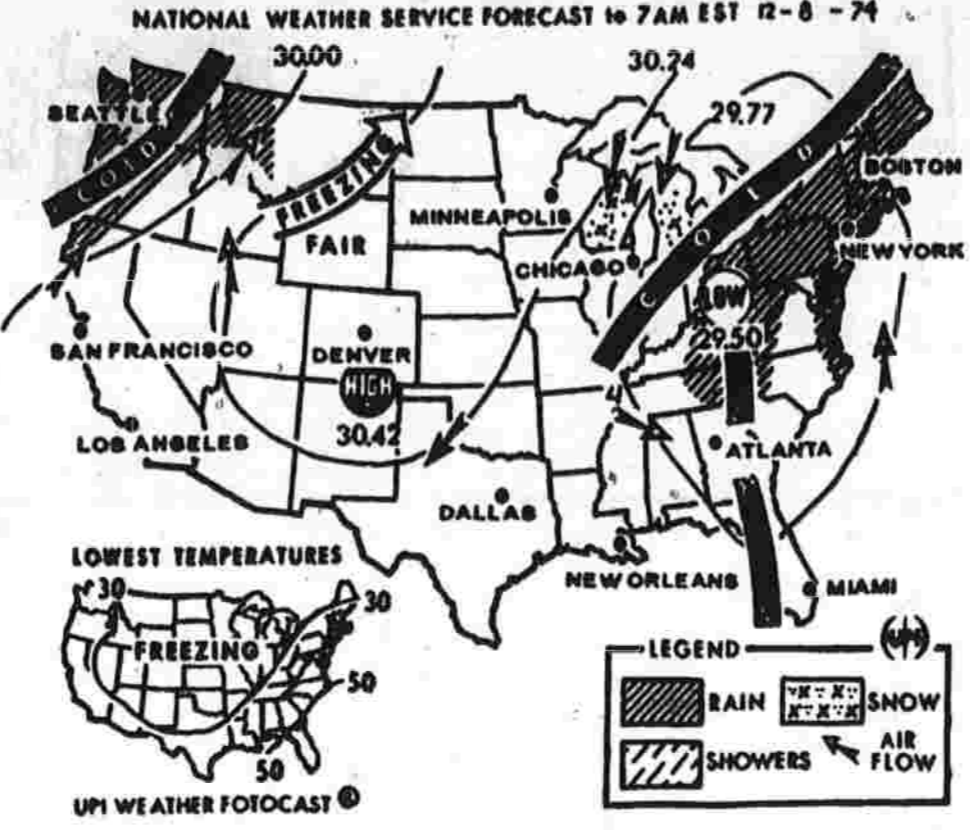 NATIONAL WEATHER SERVICE FORECAST to 7AM EST 12-8-74
30.00
30.24
29.77
SEATTLE
COLD
FREEZING
COLD
BOSTON
MINNEAPOLIS
NEW YORK
FAIR
CHICAGO
LOW
29.50
SAN FRANCISCO
DENVER
HIGH
30.42
LOS ANGELES
ATLANTA
DALLAS
NEW ORLEANS
MIAMI
LOWEST TEMPERATURES
30
30
FREEZING
50
50
UPI WEATHER FOTOCAST ©
UPI
LEGEND
RAIN
SNOW
SHOWERS
AIR
FLOW